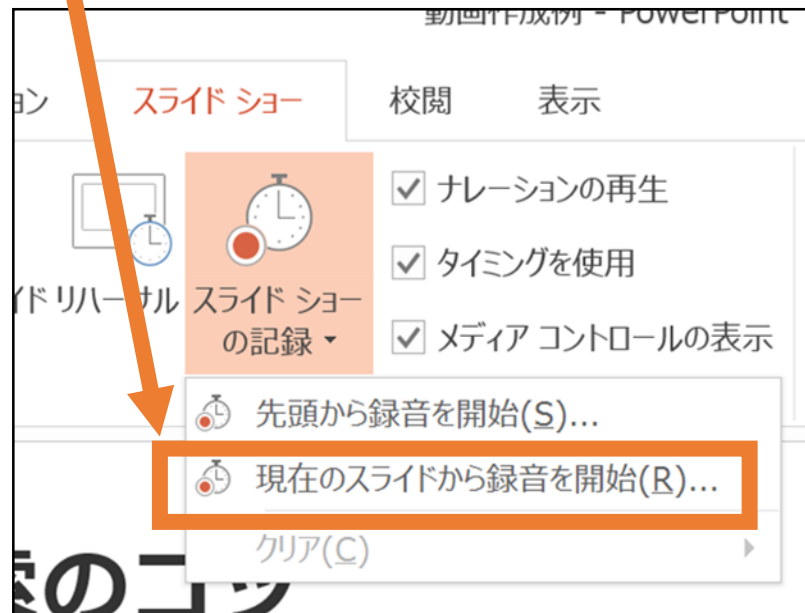 動画作成例 - PowerPoint
ョン スライド ショー 校閲 表示
ナレーションの再生
タイミングを使用
イド リハーサル スライド ショー
の記録
メディア コントロールの表示
先頭から録音を開始(S)...
現在のスライドから録音を開始(R)...
クリア(C)
索のコツ